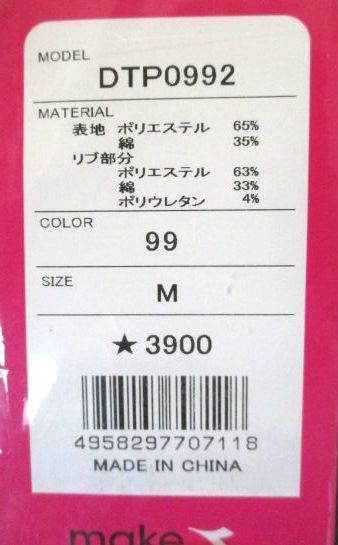 MODEL
DTP0992
MATERIAL
表地 ポリエステル 65%
綿 35%
リブ部分
ポリエステル 63%
綿 33%
ポリウレタン 4%
COLOR
99
SIZE
M
★3900
4958297707118
MADE IN CHINA
make